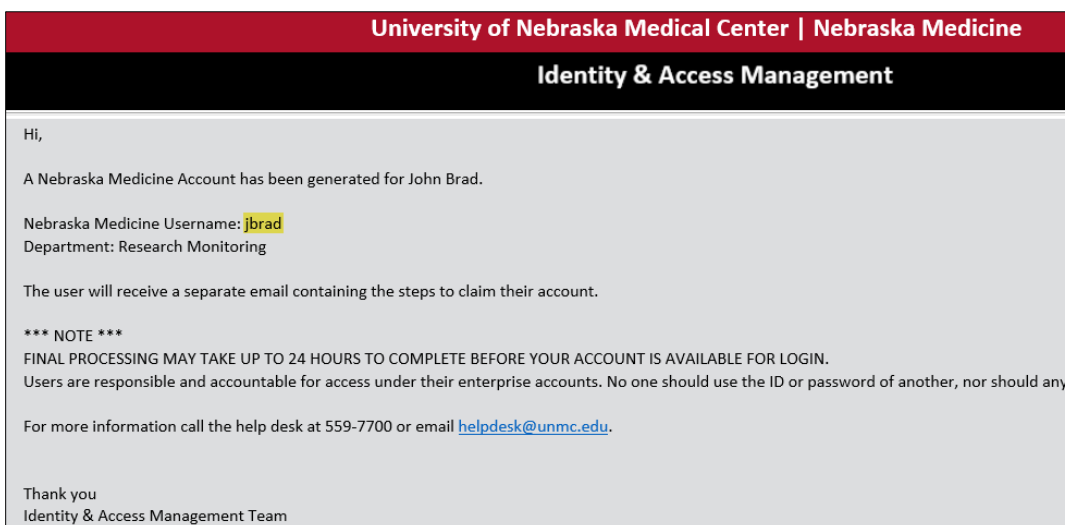 University of Nebraska Medical Center | Nebraska Medicine
Identity & Access Management
Hi,
A Nebraska Medicine Account has been generated for John Brad.
Nebraska Medicine Username: jbrad
Department: Research Monitoring
The user will receive a separate email containing the steps to claim their account.
*** NOTE ***
FINAL PROCESSING MAY TAKE UP TO 24 HOURS TO COMPLETE BEFORE YOUR ACCOUNT IS AVAILABLE FOR LOGIN.
Users are responsible and accountable for access under their enterprise accounts. No one should use the ID or password of another, nor should any
For more information call the help desk at 559-7700 or email helpdesk@unmc.edu.
Thank you
Identity & Access Management Team